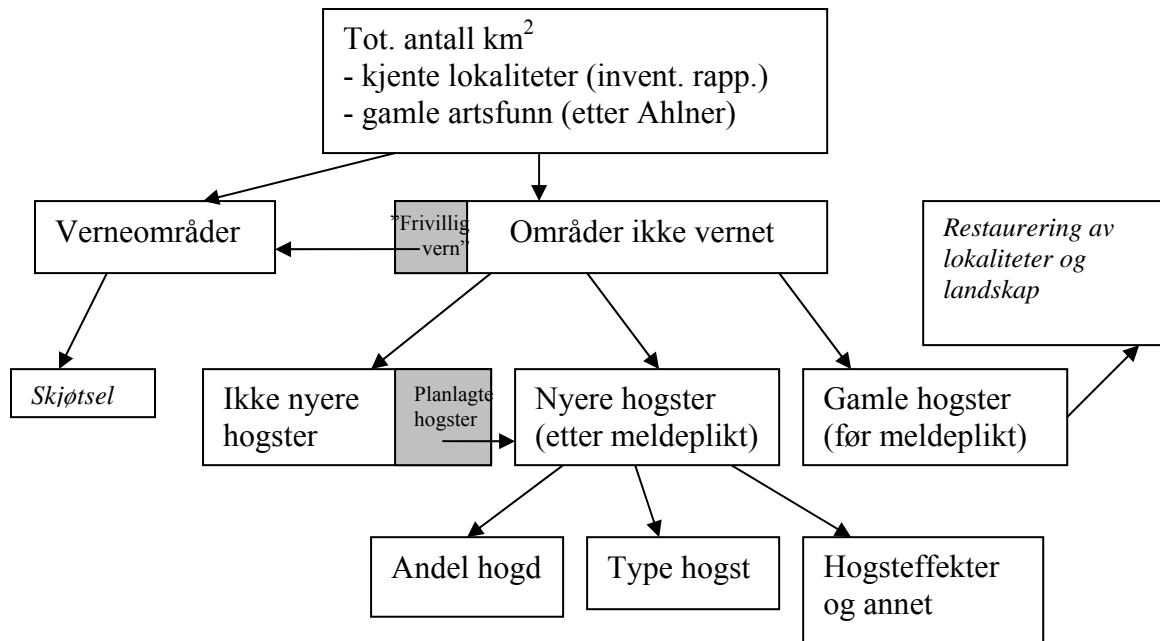 Tot. antall km²
- kjente lokaliteter (invent. rapp.)
- gamle artsfunn (etter Ahlner)
Verneområder
”Frivillig
vern”
Områder ikke vernet
Restaurering av
lokaliteter og
landskap
Skjøtsel
Ikke nyere
hogster
Planlagte
hogster
Nyere hogster
(etter meldeplikt)
Gamle hogster
(før meldeplikt)
Andel hogd
Type hogst
Hogsteffekter
og annet